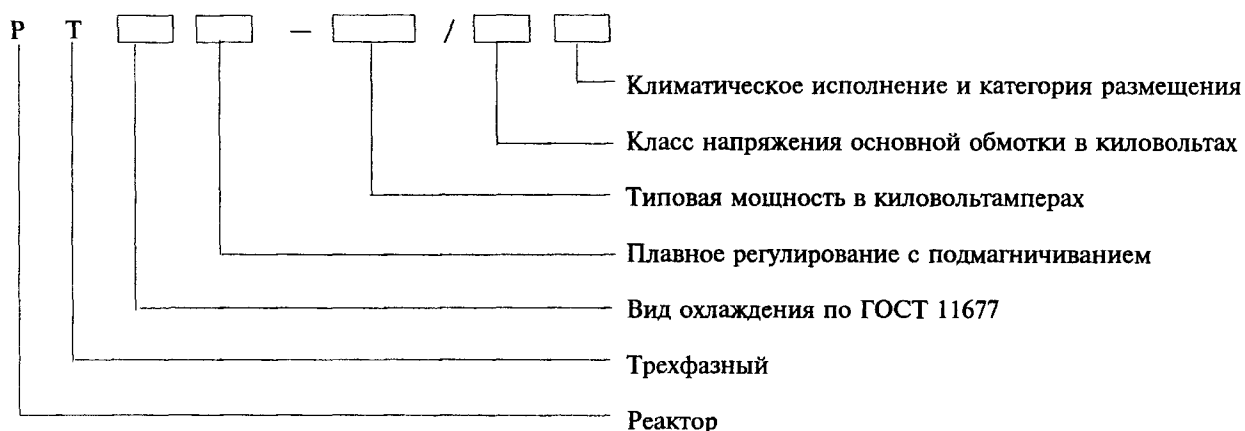 Р Т – /
Климатическое исполнение и категория размещения
Класс напряжения основной обмотки в киловольтах
Типовая мощность в киловольтамперах
Плавное регулирование с подмагничиванием
Вид охлаждения по ГОСТ 11677
Трехфазный
Реактор